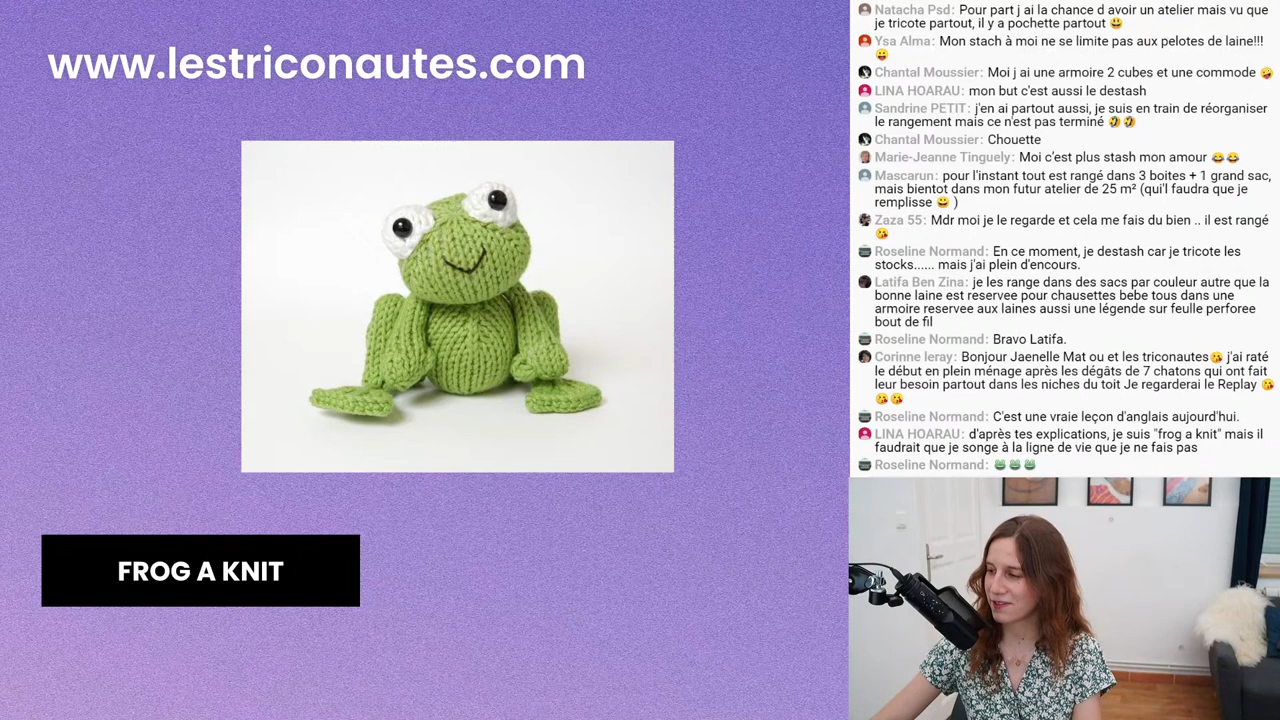 www.lestriconautes.com
FROG A KNIT
Natacha Psd: Pour part j ai la chance d avoir un atelier mais vu que
je tricote partout, il y a pochette partout 😃
Ysa Alma: Mon stach à moi ne se limite pas aux pelotes de laine!!!
😛
Chantal Moussier: Moi j ai une armoire 2 cubes et une commode 🤪
LINA HOARAU: mon but c'est aussi le destash
Sandrine PETIT: j'en ai partout aussi, je suis en train de réorganiser
le rangement mais ce n'est pas terminé 🤣🤣
Chantal Moussier: Chouette
Marie-Jeanne Tinguely: Moi c'est plus stash mon amour 😂😂
Mascarun: pour l'instant tout est rangé dans 3 boites + 1 grand sac,
mais bientot dans mon futur atelier de 25 m² (qui'l faudra que je
remplisse 😀 )
Zaza 55: Mdr moi je le regarde et cela me fais du bien .. il est rangé
😘
Roseline Normand: En ce moment, je destash car je tricote les
stocks...... mais j'ai plein d'encours.
Latifa Ben Zina: je les range dans des sacs par couleur autre que la
bonne laine est reservee pour chausettes bebe tous dans une
armoire reservee aux laines aussi une légende sur feulle perforee
bout de fil
Roseline Normand: Bravo Latifa.
Corinne leray: Bonjour Jaenelle Mat ou et les triconautes😘 j'ai raté
le début en plein ménage après les dégâts de 7 chatons qui ont fait
leur besoin partout dans les niches du toit Je regarderai le Replay 😘
😘😘
Roseline Normand: C'est une vraie leçon d'anglais aujourd'hui.
LINA HOARAU: d'après tes explications, je suis "frog a knit" mais il
faudrait que je songe à la ligne de vie que je ne fais pas
Roseline Normand: 🐸🐸🐸